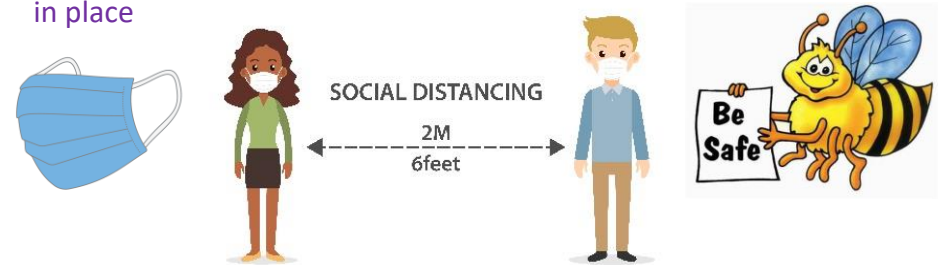 in place
SOCIAL DISTANCING
2M
6feet
Be
Safe